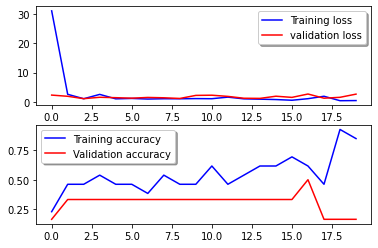 30
20
10
0
Training loss
validation loss
0.0 2.5 5.0 7.5 10.0 12.5 15.0 17.5
0.75
0.50
0.25
Training accuracy
Validation accuracy
0.0 2.5 5.0 7.5 10.0 12.5 15.0 17.5